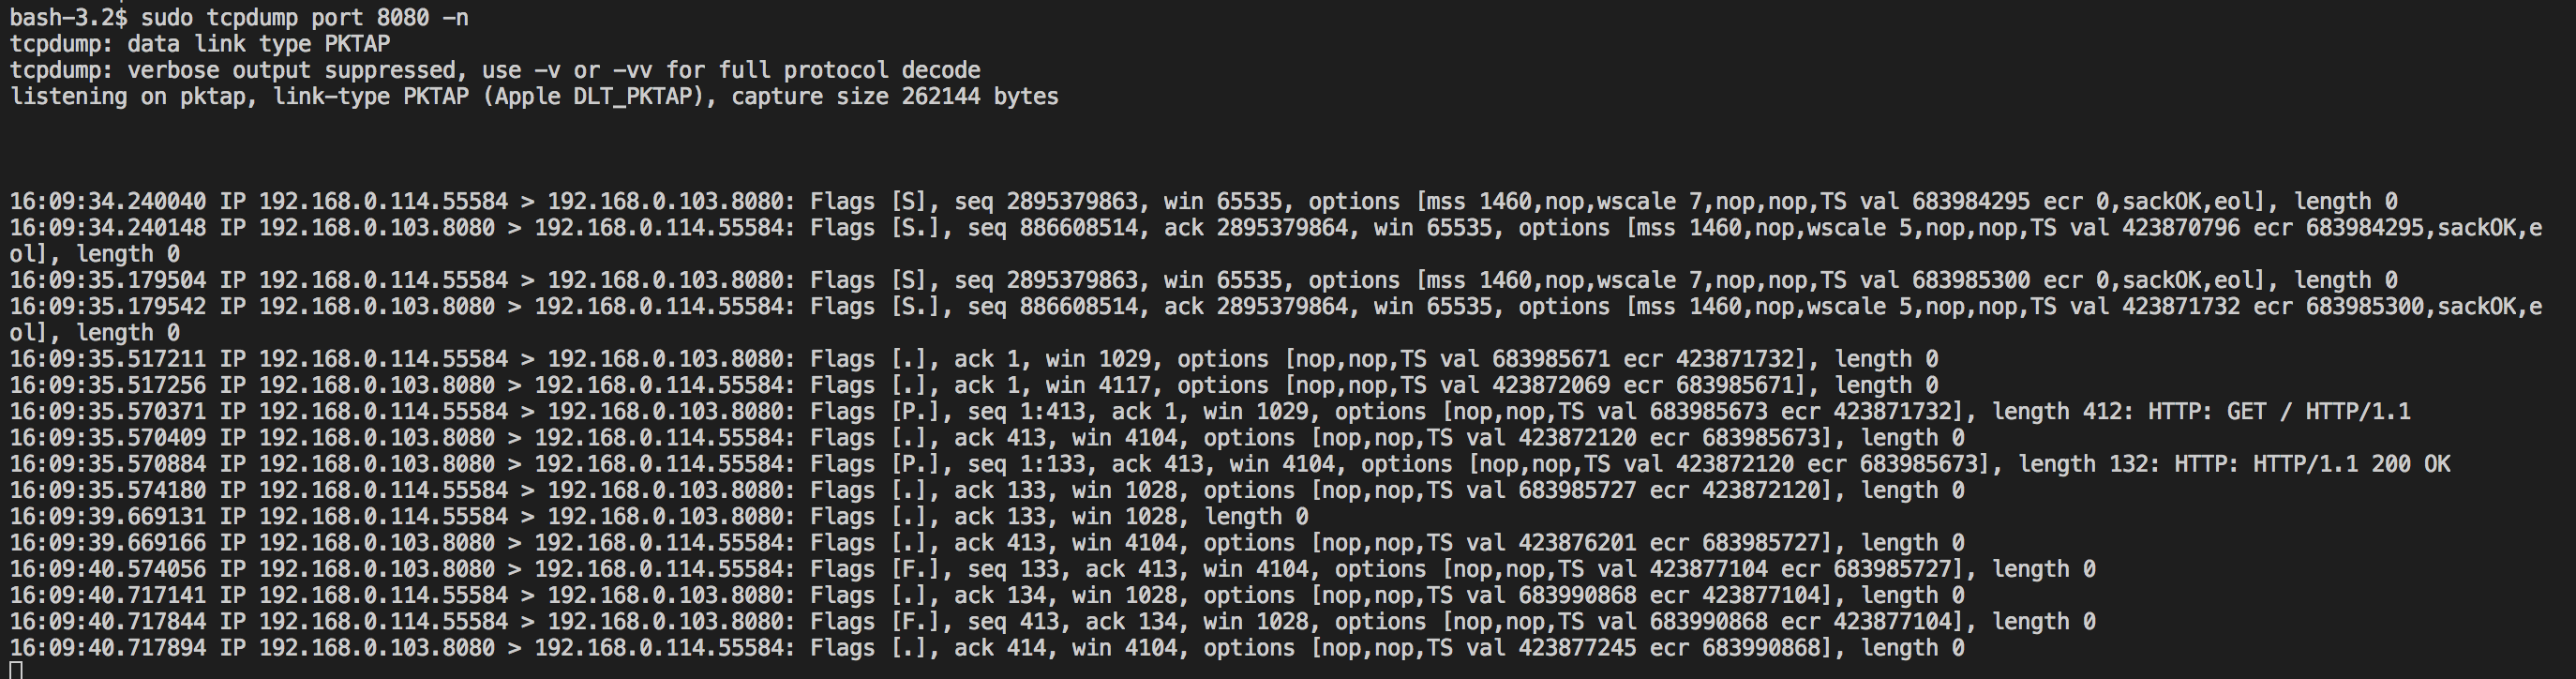 bash-3.2$ sudo tcpdump port 8080 -n
tcpdump: data link type PKTAP
tcpdump: verbose output suppressed, use -v or -vv for full protocol decode
listening on pktap, link-type PKTAP (Apple DLT_PKTAP), capture size 262144 bytes
16:09:34.240040 IP 192.168.0.114.55584 > 192.168.0.103.8080: Flags [S], seq 2895379863, win 65535, options [mss 1460,nop,wscale 7,nop,nop,TS val 683984295 ecr 0,sackOK,eol], length 0
16:09:34.240148 IP 192.168.0.103.8080 > 192.168.0.114.55584: Flags [S.], seq 886608514, ack 2895379864, win 65535, options [mss 1460,nop,wscale 5,nop,nop,TS val 423870796 ecr 683984295,sackOK,e
ol], length 0
16:09:35.179504 IP 192.168.0.114.55584 > 192.168.0.103.8080: Flags [S], seq 2895379863, win 65535, options [mss 1460,nop,wscale 7,nop,nop,TS val 683985300 ecr 0,sackOK,eol], length 0
16:09:35.179542 IP 192.168.0.103.8080 > 192.168.0.114.55584: Flags [S.], seq 886608514, ack 2895379864, win 65535, options [mss 1460,nop,wscale 5,nop,nop,TS val 423871732 ecr 683985300,sackOK,e
ol], length 0
16:09:35.517211 IP 192.168.0.114.55584 > 192.168.0.103.8080: Flags [.], ack 1, win 1029, options [nop,nop,TS val 683985671 ecr 423871732], length 0
16:09:35.517256 IP 192.168.0.103.8080 > 192.168.0.114.55584: Flags [.], ack 1, win 4117, options [nop,nop,TS val 423872069 ecr 683985671], length 0
16:09:35.570371 IP 192.168.0.114.55584 > 192.168.0.103.8080: Flags [P.], seq 1:413, ack 1, win 1029, options [nop,nop,TS val 683985673 ecr 423871732], length 412: HTTP: GET / HTTP/1.1
16:09:35.570409 IP 192.168.0.103.8080 > 192.168.0.114.55584: Flags [.], ack 413, win 4104, options [nop,nop,TS val 423872120 ecr 683985673], length 0
16:09:35.570884 IP 192.168.0.103.8080 > 192.168.0.114.55584: Flags [P.], seq 1:133, ack 413, win 4104, options [nop,nop,TS val 423872120 ecr 683985673], length 132: HTTP: HTTP/1.1 200 OK
16:09:35.574180 IP 192.168.0.114.55584 > 192.168.0.103.8080: Flags [.], ack 133, win 1028, options [nop,nop,TS val 683985727 ecr 423872120], length 0
16:09:39.669131 IP 192.168.0.114.55584 > 192.168.0.103.8080: Flags [.], ack 133, win 1028, length 0
16:09:39.669166 IP 192.168.0.103.8080 > 192.168.0.114.55584: Flags [.], ack 413, win 4104, options [nop,nop,TS val 423876201 ecr 683985727], length 0
16:09:40.574056 IP 192.168.0.103.8080 > 192.168.0.114.55584: Flags [F.], seq 133, ack 413, win 4104, options [nop,nop,TS val 423877104 ecr 683985727], length 0
16:09:40.717141 IP 192.168.0.114.55584 > 192.168.0.103.8080: Flags [.], ack 134, win 1028, options [nop,nop,TS val 683990868 ecr 423877104], length 0
16:09:40.717844 IP 192.168.0.114.55584 > 192.168.0.103.8080: Flags [F.], seq 413, ack 134, win 1028, options [nop,nop,TS val 683990868 ecr 423877104], length 0
16:09:40.717894 IP 192.168.0.103.8080 > 192.168.0.114.55584: Flags [.], ack 414, win 4104, options [nop,nop,TS val 423877245 ecr 683990868], length 0